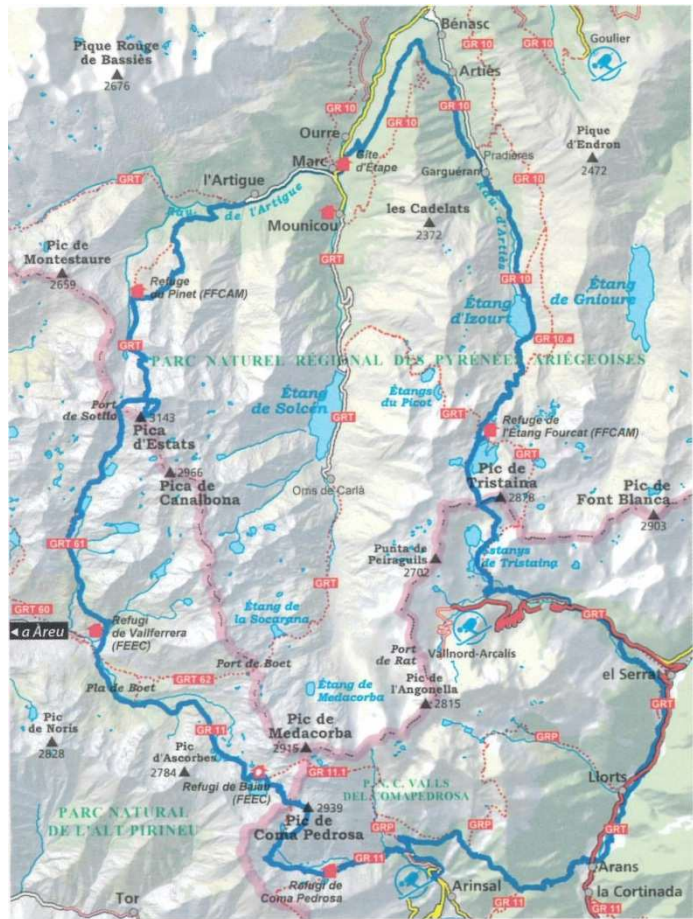 Bénasc
Goulier
Pique Rouge
de Bassiès
2676
GR 10
GR 10
Artiès
GR 10
Ourre
GR 10
Pique
d'Endron
2472
Marc
Gîte
d'Étape
Pradières
Garguéran
GRT
l'Artigue
Rau. de l'Artigue
Rau. d'Artiès
GR 10
Mounicou
les Cadelats
2372
GRT
Pic de
Montestaure
2659
Refuge
du Pinet (FFCAM)
Étang
d'Izourt
Étang
de Gnioure
GR 10.a
GRT
PARC NATUREL RÉGIONAL DES PYRÉNÉES ARIÉGEOISES
Étang
de Solcén
Étangs
du Picot
Port
de Sotllo
3143
Pica
d'Estats
GRT
GRT
Refuge de
l'Étang Fourcat (FFCAM)
GRT
2966
Pica de
Canalbona
Orris de Carlà
Pic de
Tristaina
2878
Pic de
Font Blanca
2903
GRT 61
Punta de
Peiraguils
2702
Estanys
de Tristaina
GRT
GRT 60
Étang de
la Socarana
GRT
a Àreu
Refugi
de Vallferrera
(FEEC)
Vallnord-Arcalís
Port de Boet
Port
de Rat
el Serrat
Pla de Boet
GRT 62
Étang de
Medacorba
Pic de
l'Angonella
2815
GRT
Pic
de Noris
2828
GR 11
Pic de
Medacorba
2915
GRP
Pic
d'Ascorbes
2784
GR 11.1
Refugi de Baiau
(FEEC)
P. N. C. VALLS
DEL COMAPEDROSA
Llorts
PARC NATURAL
DE L'ALT PIRINEU
2939
Pic de
Coma Pedrosa
GRP
GRP
GRT
GR 11
Refugi de
Coma Pedrosa
Arinsal
Arans
la Cortinada
Tor
GR 11
GR 11